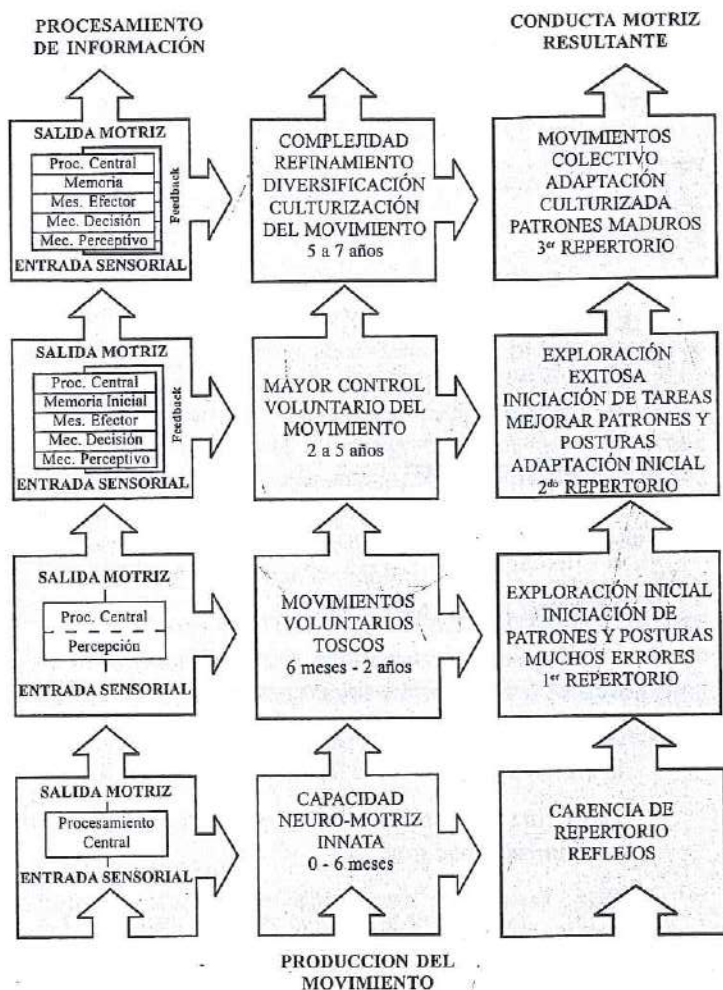 PROCESAMIENTO
DE INFORMACIÓN
CONDUCTA MOTRIZ
RESULTANTE
SALIDA MOTRIZ
Proc. Central
Memoria
Mes. Efector
Mec. Decisión
Mec. Perceptivo
Feedback
ENTRADA SENSORIAL
COMPLEJIDAD
REFINAMIENTO
DIVERSIFICACIÓN
CULTURIZACIÓN
DEL MOVIMIENTO
5 a 7 años
MOVIMIENTOS
COLECTIVO
ADAPTACIÓN
CULTURIZADA
PATRONES MADUROS
3er REPERTORIO
SALIDA MOTRIZ
Proc. Central
Memoria Inicial
Mes. Efector
Mec. Decisión
Mec. Perceptivo
Feedback
ENTRADA SENSORIAL
MAYOR CONTROL
VOLUNTARIO DEL
MOVIMIENTO
2 a 5 años
EXPLORACIÓN
EXITOSA
INICIACIÓN DE TAREAS
MEJORAR PATRONES Y
POSTURAS
ADAPTACIÓN INICIAL
2do REPERTORIO
SALIDA MOTRIZ
Proc. Central
Percepción
ENTRADA SENSORIAL
MOVIMIENTOS
VOLUNTARIOS
TOSCOS
6 meses - 2 años
EXPLORACIÓN INICIAL
INICIACIÓN DE
PATRONES Y POSTURAS
MUCHOS ERRORES
1er REPERTORIO
SALIDA MOTRIZ
Procesamiento
Central
ENTRADA SENSORIAL
CAPACIDAD
NEURO-MOTRIZ
INNATA
0 - 6 meses
CARENCIA DE
REPERTORIO
REFLEJOS
PRODUCCION DEL
MOVIMIENTO